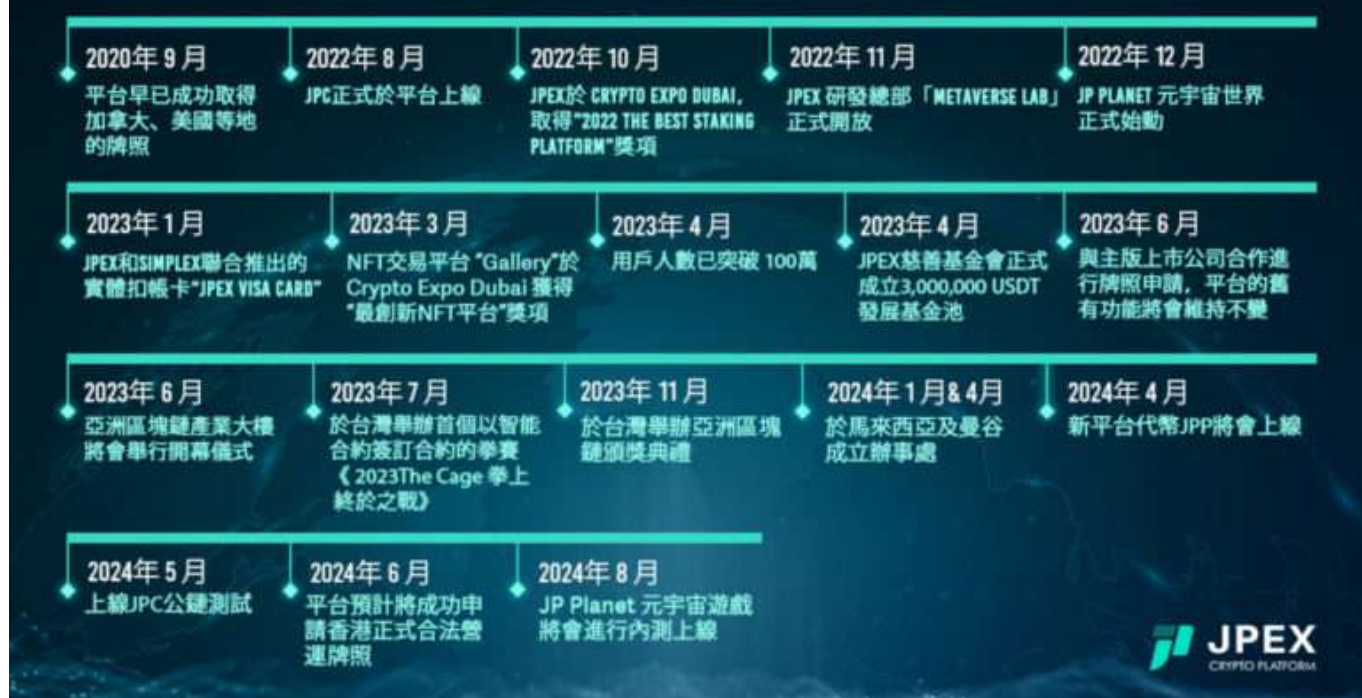 2020年 9 月
平台早已成功取得
加拿大、美國等地
的牌照
2022年 8 月
JPC正式於平台上線
2022年 10 月
JPEX於 CRYPTO EXPO DUBAI,
取得"2022 THE BEST STAKING
PLATFORM"獎項
2022年 11 月
JPEX 研發總部「METAVERSE LAB」
正式開放
2022年 12 月
JP PLANET 元宇宙世界
正式始動
2023年 1 月
JPEX和SIMPLEX聯合推出的
實體扣帳卡"JPEX VISA CARD"
2023年 3 月
NFT交易平台 "Gallery"於
Crypto Expo Dubai 獲得
"最創新NFT平台"獎項
2023年 4 月
用戶人數已突破 100萬
2023年 4 月
JPEX慈善基金會正式
成立3,000,000 USDT
發展基金池
2023年 6 月
與主版上市公司合作進
行牌照申請，平台的舊
有功能將會維持不變
2023年 6 月
亞洲區塊鏈產業大樓
將會舉行開幕儀式
2023年 7 月
於台灣舉辦首個以智能
合約簽訂合約的拳賽
《 2023The Cage 拳上
終於之戰》
2023年 11 月
於台灣舉辦亞洲區塊
鏈頒獎典禮
2024年 1 月& 4月
於馬來西亞及曼谷
成立辦事處
2024年 4 月
新平台代幣JPP將會上線
2024年 5 月
上線JPC公鏈測試
2024年 6 月
平台預計將成功申
請香港正式合法營
運牌照
2024年 8 月
JP Planet 元宇宙遊戲
將會進行內測上線
JPEX
CRYPTO PLATFORM